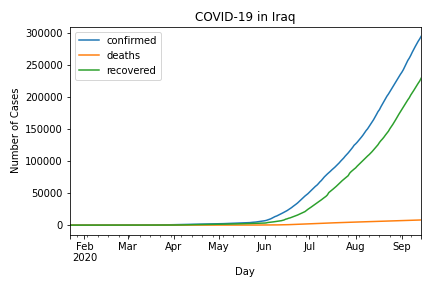 COVID-19 in Iraq
confirmed
deaths
recovered
Number of Cases
300000
250000
200000
150000
100000
50000
0
Feb Mar Apr May Jun Jul Aug Sep
2020
Day